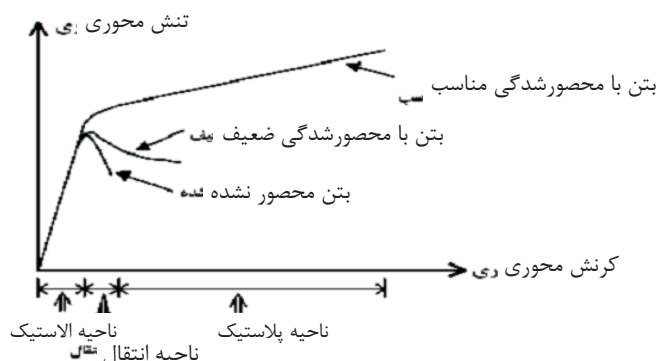 تنش محوری
بتن با محصورشدگی مناسب
بتن با محصورشدگی ضعیف
بتن محصور نشده
کرنش محوری
ناحیه پلاستیک
ناحیه الاستیک
ناحیه انتقال